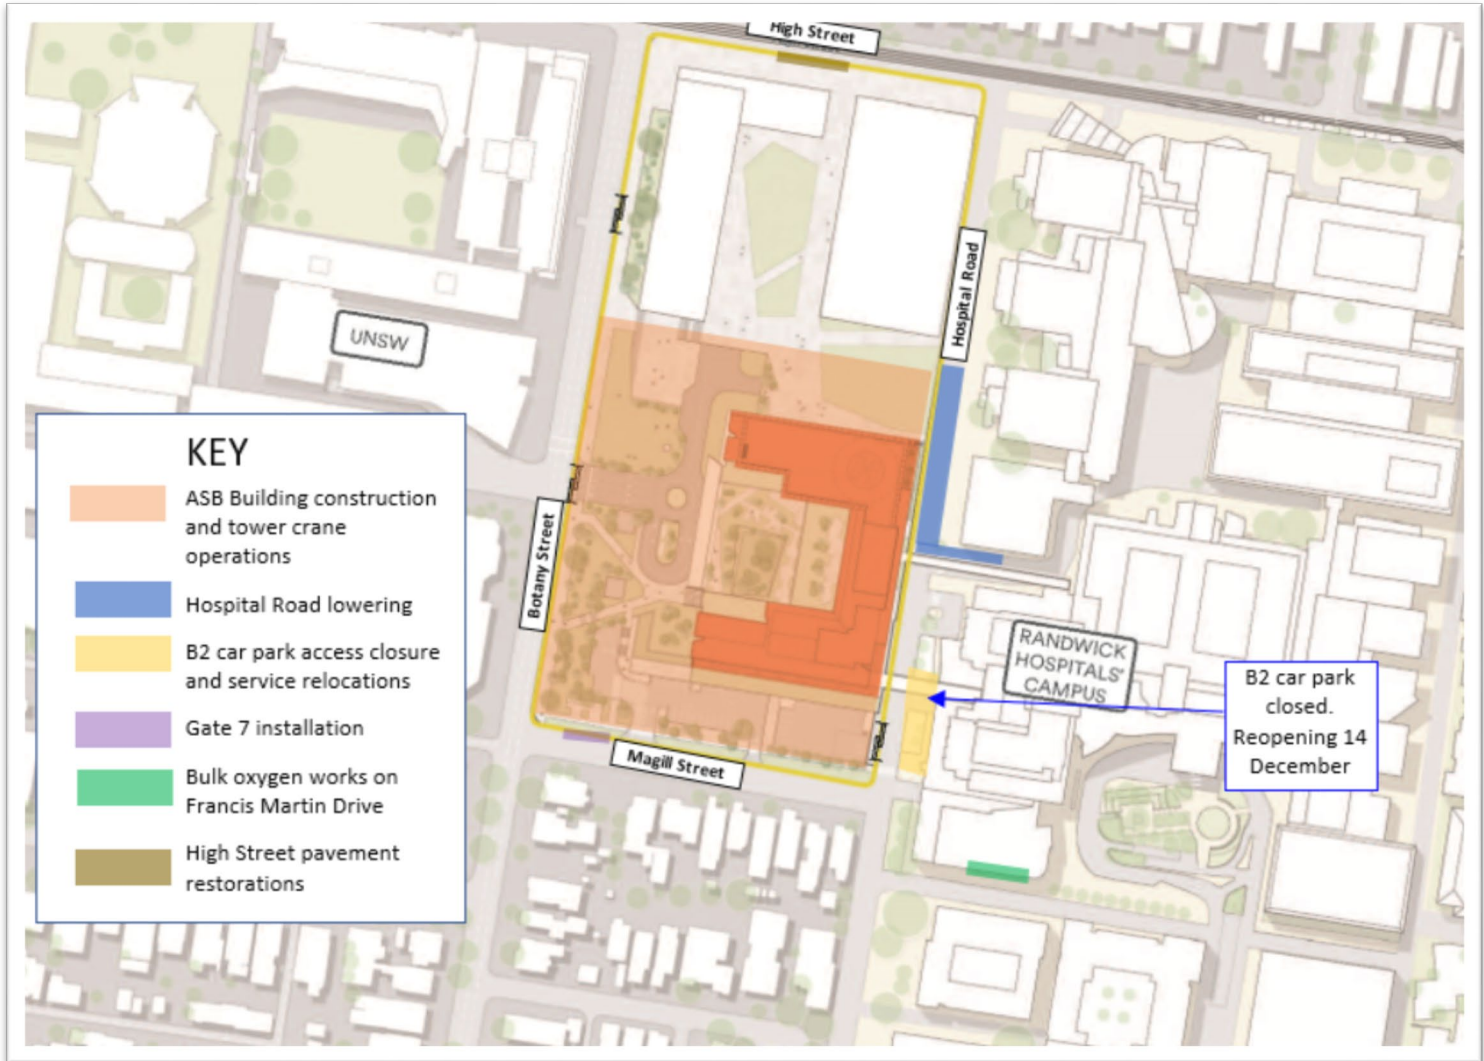 High Street
Hospital Road
UNSW
KEY
ASB Building construction
and tower crane
operations
Hospital Road lowering
B2 car park access closure
and service relocations
Gate 7 installation
Bulk oxygen works on
Francis Martin Drive
High Street pavement
restorations
Botany Street
Magill Street
RANDWICK
HOSPITALS'
CAMPUS
B2 car park
closed.
Reopening 14
December